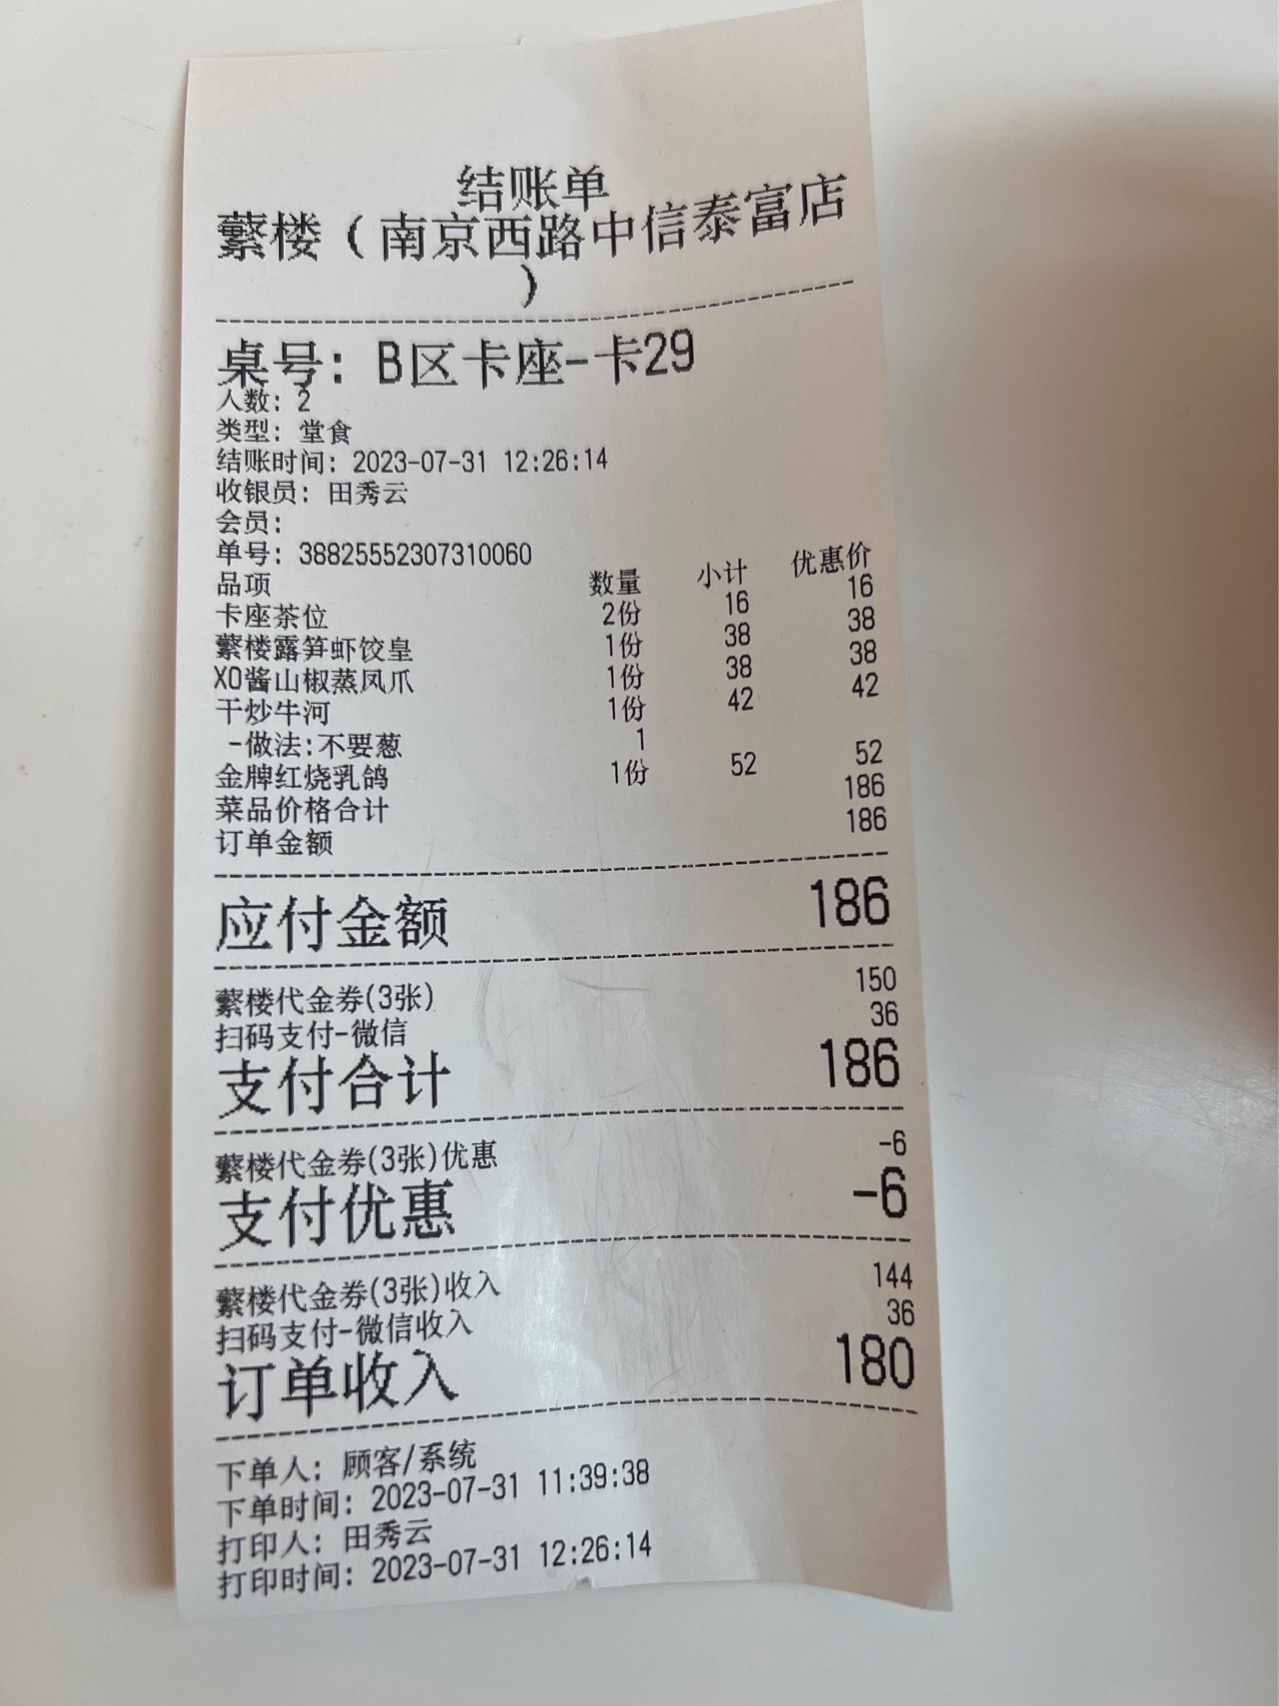 结账单
蘩楼（南京西路中信泰富店
）
桌号: B区卡座-卡29
人数: 2
类型: 堂食
结账时间: 2023-07-31 12:26:14
收银员: 田秀云
会员:
单号: 38825552307310060
品项 数量 小计 优惠价
卡座茶位 2份 16 16
蘩楼露笋虾饺皇 1份 38 38
XO酱山椒蒸凤爪 1份 38 38
干炒牛河 1份 42 42
-做法:不要葱 1
金牌红烧乳鸽 1份 52 52
菜品价格合计 186
订单金额 186
应付金额 186
蘩楼代金券(3张) 150
扫码支付-微信 36
支付合计 186
蘩楼代金券(3张)优惠 -6
支付优惠 -6
蘩楼代金券(3张)收入 144
扫码支付-微信收入 36
订单收入 180
下单人: 顾客/系统
下单时间: 2023-07-31 11:39:38
打印人: 田秀云
打印时间: 2023-07-31 12:26:14